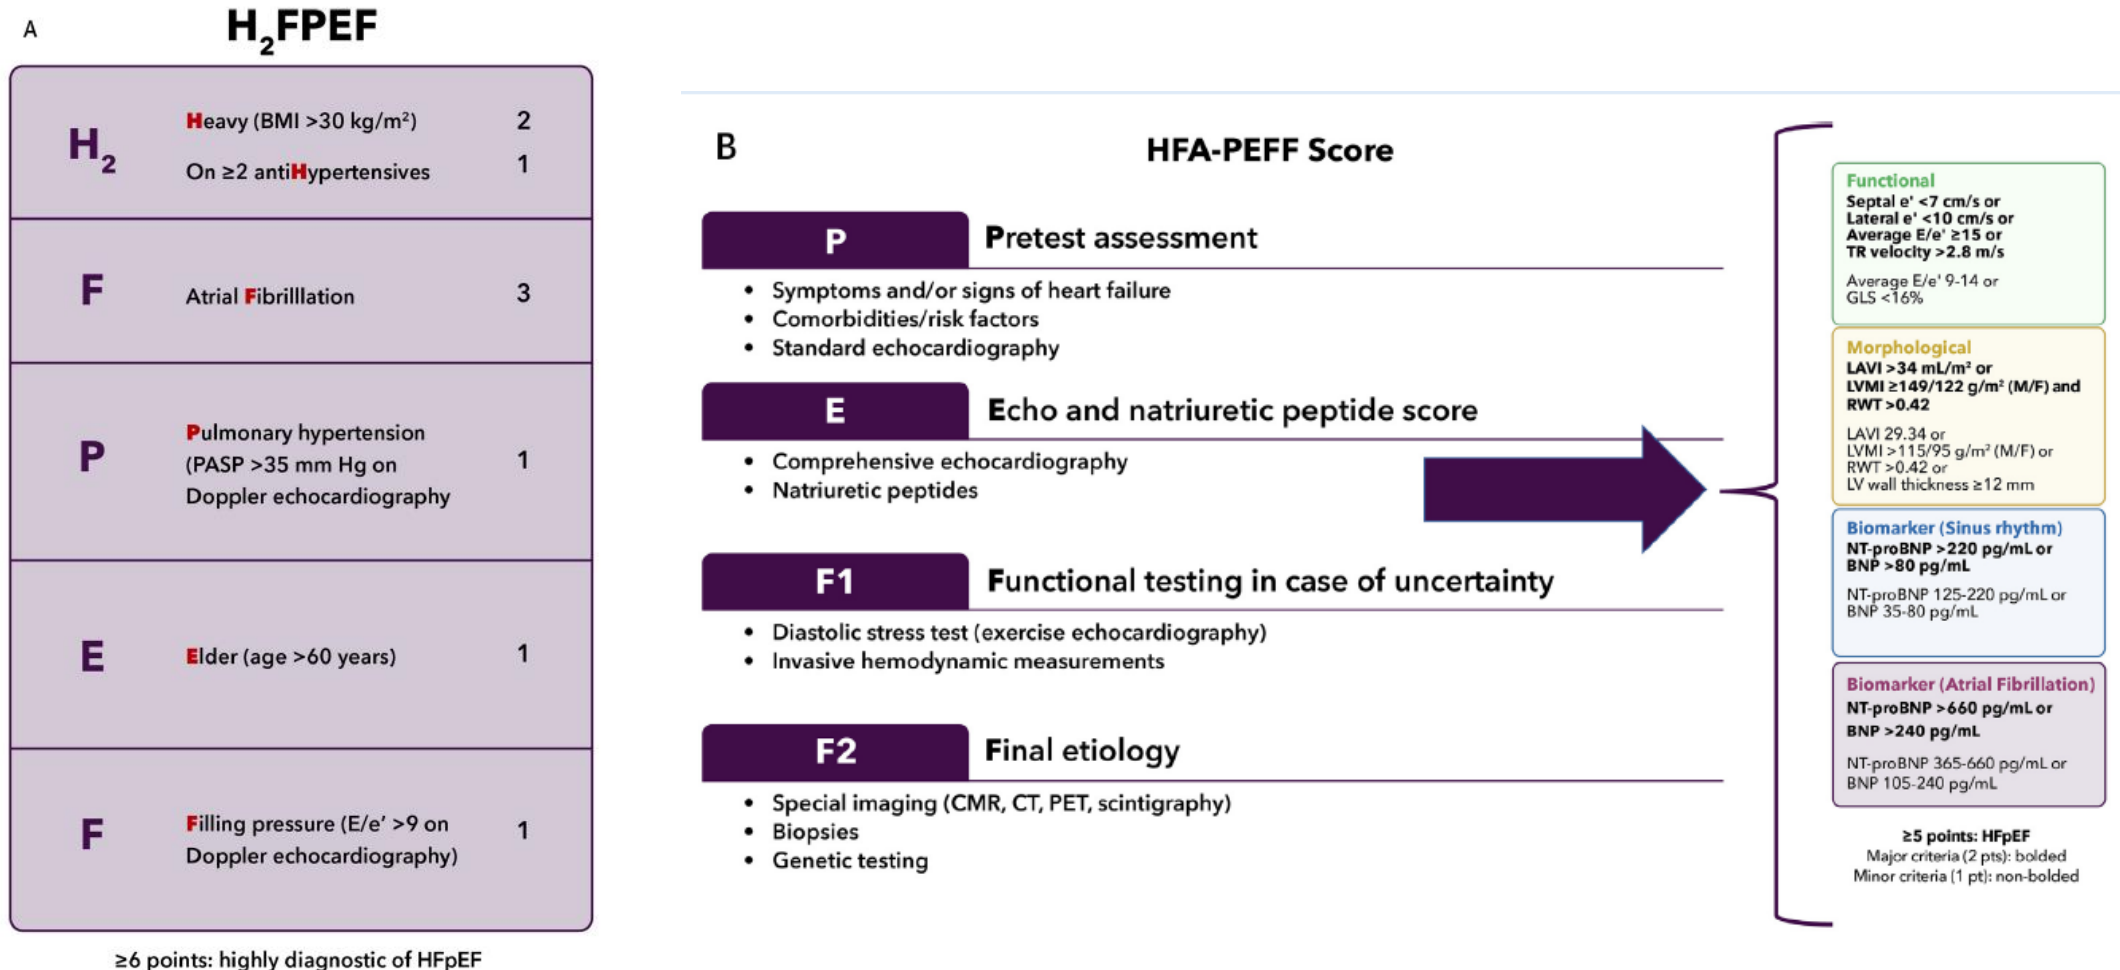 A
H₂FPEF
H₂
Heavy (BMI >30 kg/m²) 2
On ≥2 antiHypertensives 1
F
Atrial Fibrilllation 3
P
Pulmonary hypertension
(PASP >35 mm Hg on
Doppler echocardiography
1
E
Elder (age >60 years) 1
F
Filling pressure (E/e’ >9 on
Doppler echocardiography)
1
≥6 points: highly diagnostic of HFpEF
B
HFA-PEFF Score
P
Pretest assessment
• Symptoms and/or signs of heart failure
• Comorbidities/risk factors
• Standard echocardiography
E
Echo and natriuretic peptide score
• Comprehensive echocardiography
• Natriuretic peptides
F1
Functional testing in case of uncertainty
• Diastolic stress test (exercise echocardiography)
• Invasive hemodynamic measurements
F2
Final etiology
• Special imaging (CMR, CT, PET, scintigraphy)
• Biopsies
• Genetic testing
Functional
Septal e' <7 cm/s or
Lateral e' <10 cm/s or
Average E/e' ≥15 or
TR velocity >2.8 m/s
Average E/e' 9-14 or
GLS <16%
Morphological
LAVI >34 mL/m² or
LVMI ≥149/122 g/m² (M/F) and
RWT >0.42
LAVI 29.34 or
LVMI >115/95 g/m² (M/F) or
RWT >0.42 or
LV wall thickness ≥12 mm
Biomarker (Sinus rhythm)
NT-proBNP >220 pg/mL or
BNP >80 pg/mL
NT-proBNP 125-220 pg/mL or
BNP 35-80 pg/mL
Biomarker (Atrial Fibrillation)
NT-proBNP >660 pg/mL or
BNP >240 pg/mL
NT-proBNP 365-660 pg/mL or
BNP 105-240 pg/mL
≥5 points: HFpEF
Major criteria (2 pts): bolded
Minor criteria (1 pt): non-bolded